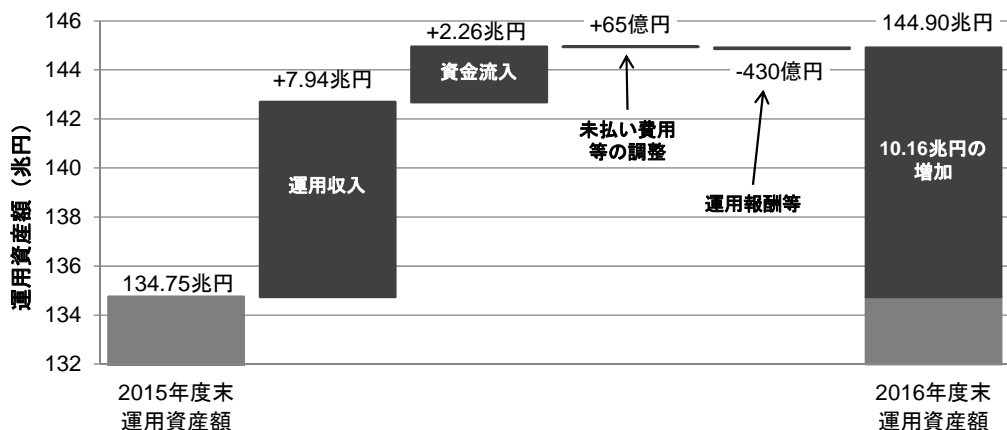 運用資産額（兆円）
146
144
142
140
138
136
134
132
134.75兆円
+7.94兆円
運用収入
+2.26兆円
資金流入
+65億円
未払い費用
等の調整
-430億円
運用報酬等
144.90兆円
10.16兆円の
増加
2015年度末
運用資産額
2016年度末
運用資産額